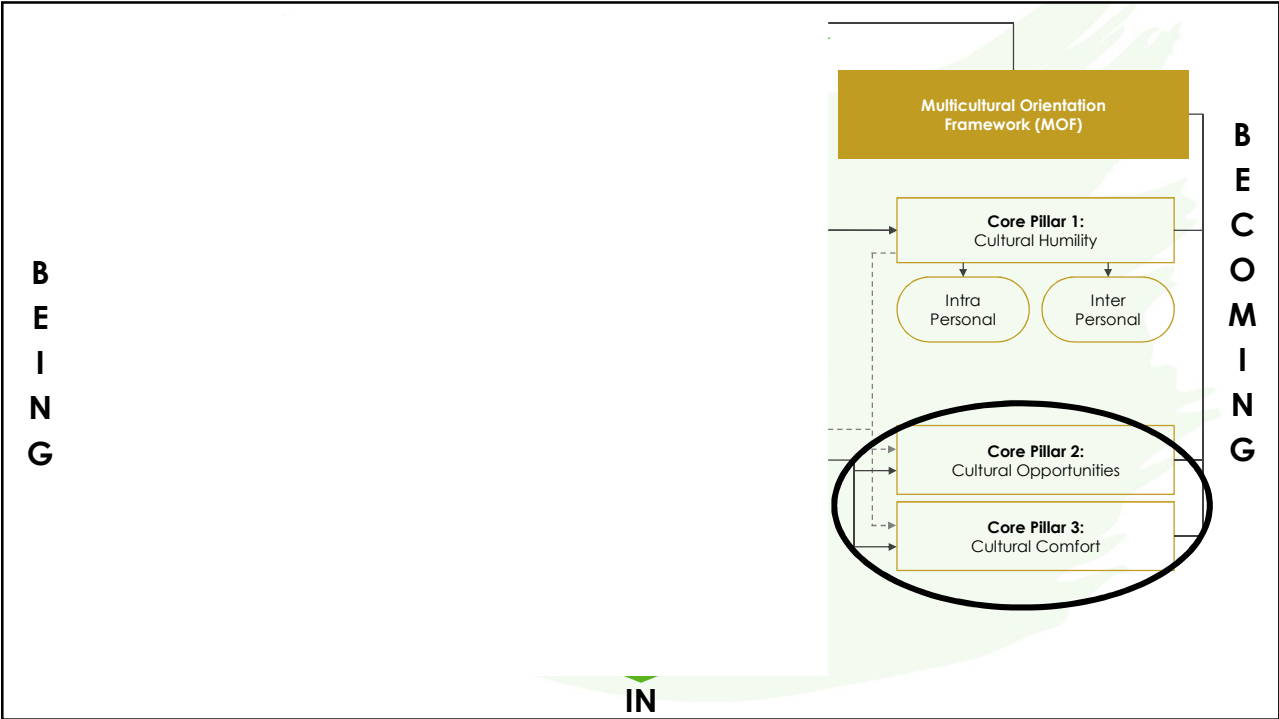 Multicultural Orientation
Framework (MOF)
Core Pillar 1:
Cultural Humility
Intra
Personal
Inter
Personal
Core Pillar 2:
Cultural Opportunities
Core Pillar 3:
Cultural Comfort
B
E
I
N
G
B
E
C
O
M
I
N
G
IN